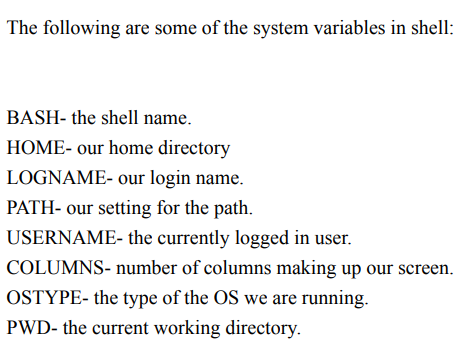 The following are some of the system variables in shell:
BASH- the shell name.
HOME- our home directory
LOGNAME- our login name.
PATH- our setting for the path.
USERNAME- the currently logged in user.
COLUMNS- number of columns making up our screen.
OSTYPE- the type of the OS we are running.
PWD- the current working directory.